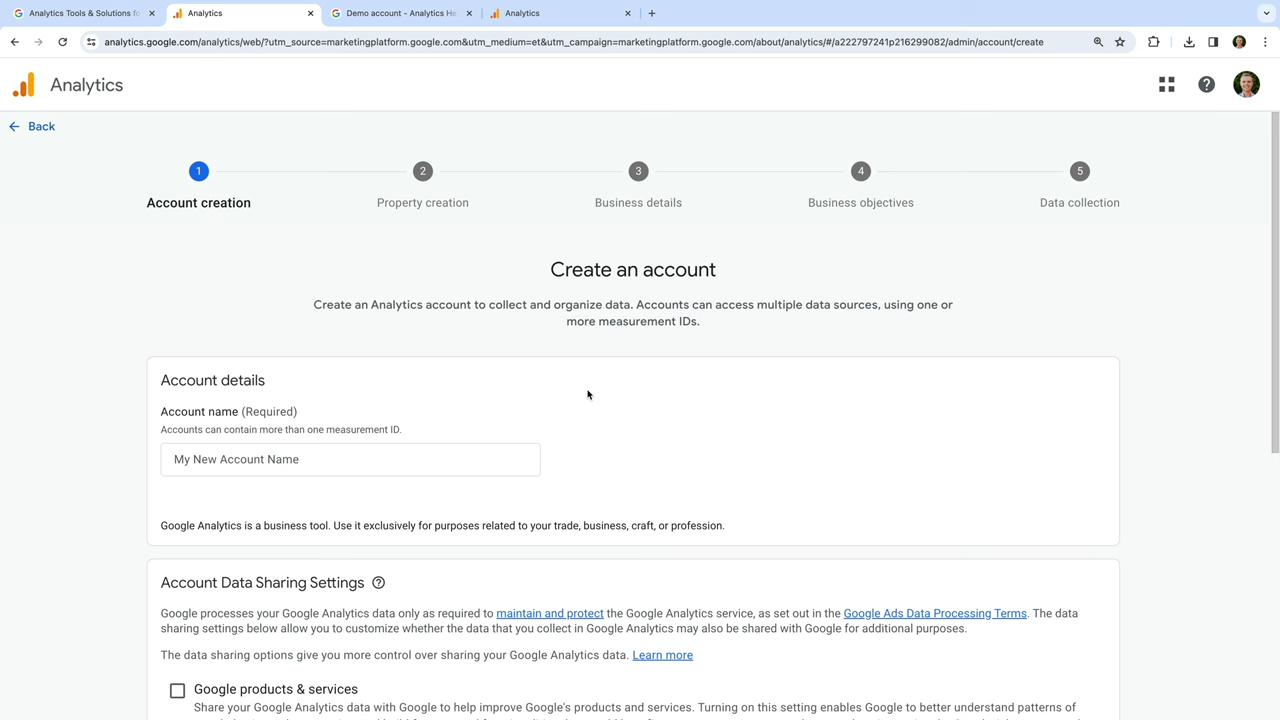 Analytics Tools & Solutions fo
Analytics
Demo account - Analytics He
Analytics
analytics.google.com/analytics/web/?utm_source=marketingplatform.google.com&utm_medium=et&utm_campaign=marketingplatform.google.com/about/analytics/#/a222797241p216299082/admin/account/create
Analytics
Back
1 2 3 4 5
Account creation Property creation Business details Business objectives Data collection
Create an account
Create an Analytics account to collect and organize data. Accounts can access multiple data sources, using one or
more measurement IDs.
Account details
Account name (Required)
Accounts can contain more than one measurement ID.
My New Account Name
Google Analytics is a business tool. Use it exclusively for purposes related to your trade, business, craft, or profession.
Account Data Sharing Settings
Google processes your Google Analytics data only as required to maintain and protect the Google Analytics service, as set out in the Google Ads Data Processing Terms. The data
sharing settings below allow you to customize whether the data that you collect in Google Analytics may also be shared with Google for additional purposes.
The data sharing options give you more control over sharing your Google Analytics data. Learn more
Google products & services
Share your Google Analytics data with Google to help improve Google's products and services. Turning on this setting enables Google to better understand patterns of